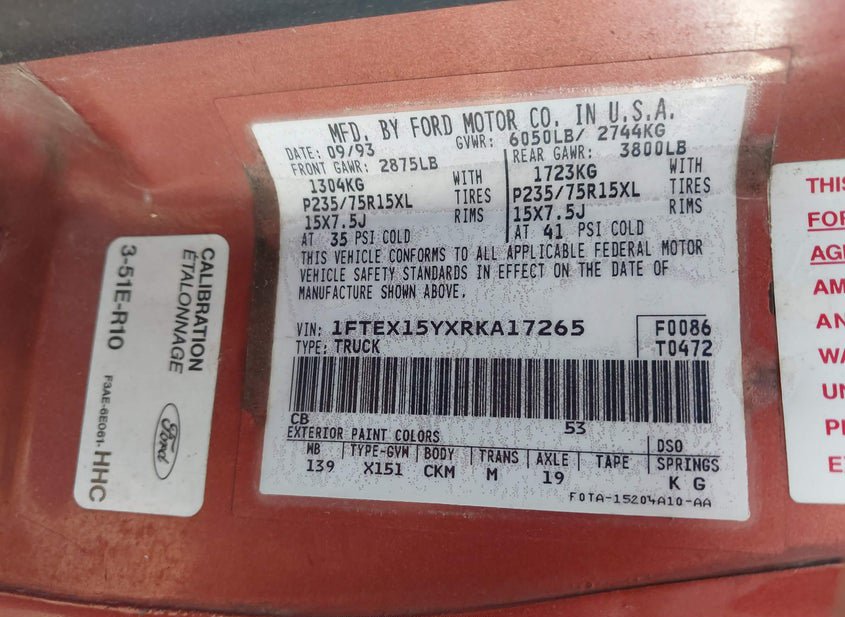 MFD. BY FORD MOTOR CO. IN U.S.A.
DATE: 09/93 GVWR: 6050LB/ 2744KG
FRONT GAWR: 2875LB REAR GAWR: 3800LB
1304KG WITH 1723KG WITH
P235/75R15XL TIRES P235/75R15XL TIRES
15X7.5J RIMS 15X7.5J RIMS
AT 35 PSI COLD AT 41 PSI COLD
THIS VEHICLE CONFORMS TO ALL APPLICABLE FEDERAL MOTOR
VEHICLE SAFETY STANDARDS IN EFFECT ON THE DATE OF
MANUFACTURE SHOWN ABOVE.
VIN: 1FTEX15YXRKA17265 F0086
TYPE: TRUCK T0472
CB 53
EXTERIOR PAINT COLORS DSO
WB TYPE-GVW BODY TRANS AXLE TAPE SPRINGS
139 X151 CKM M 19 K G
F0TA-15204A10-AA
CALIBRATION
ÉTALONNAGE
3-51E-R10
Ford
F3AE-6E061-HHC
THIS
FOR
AGE
AM
AN
WA
UN